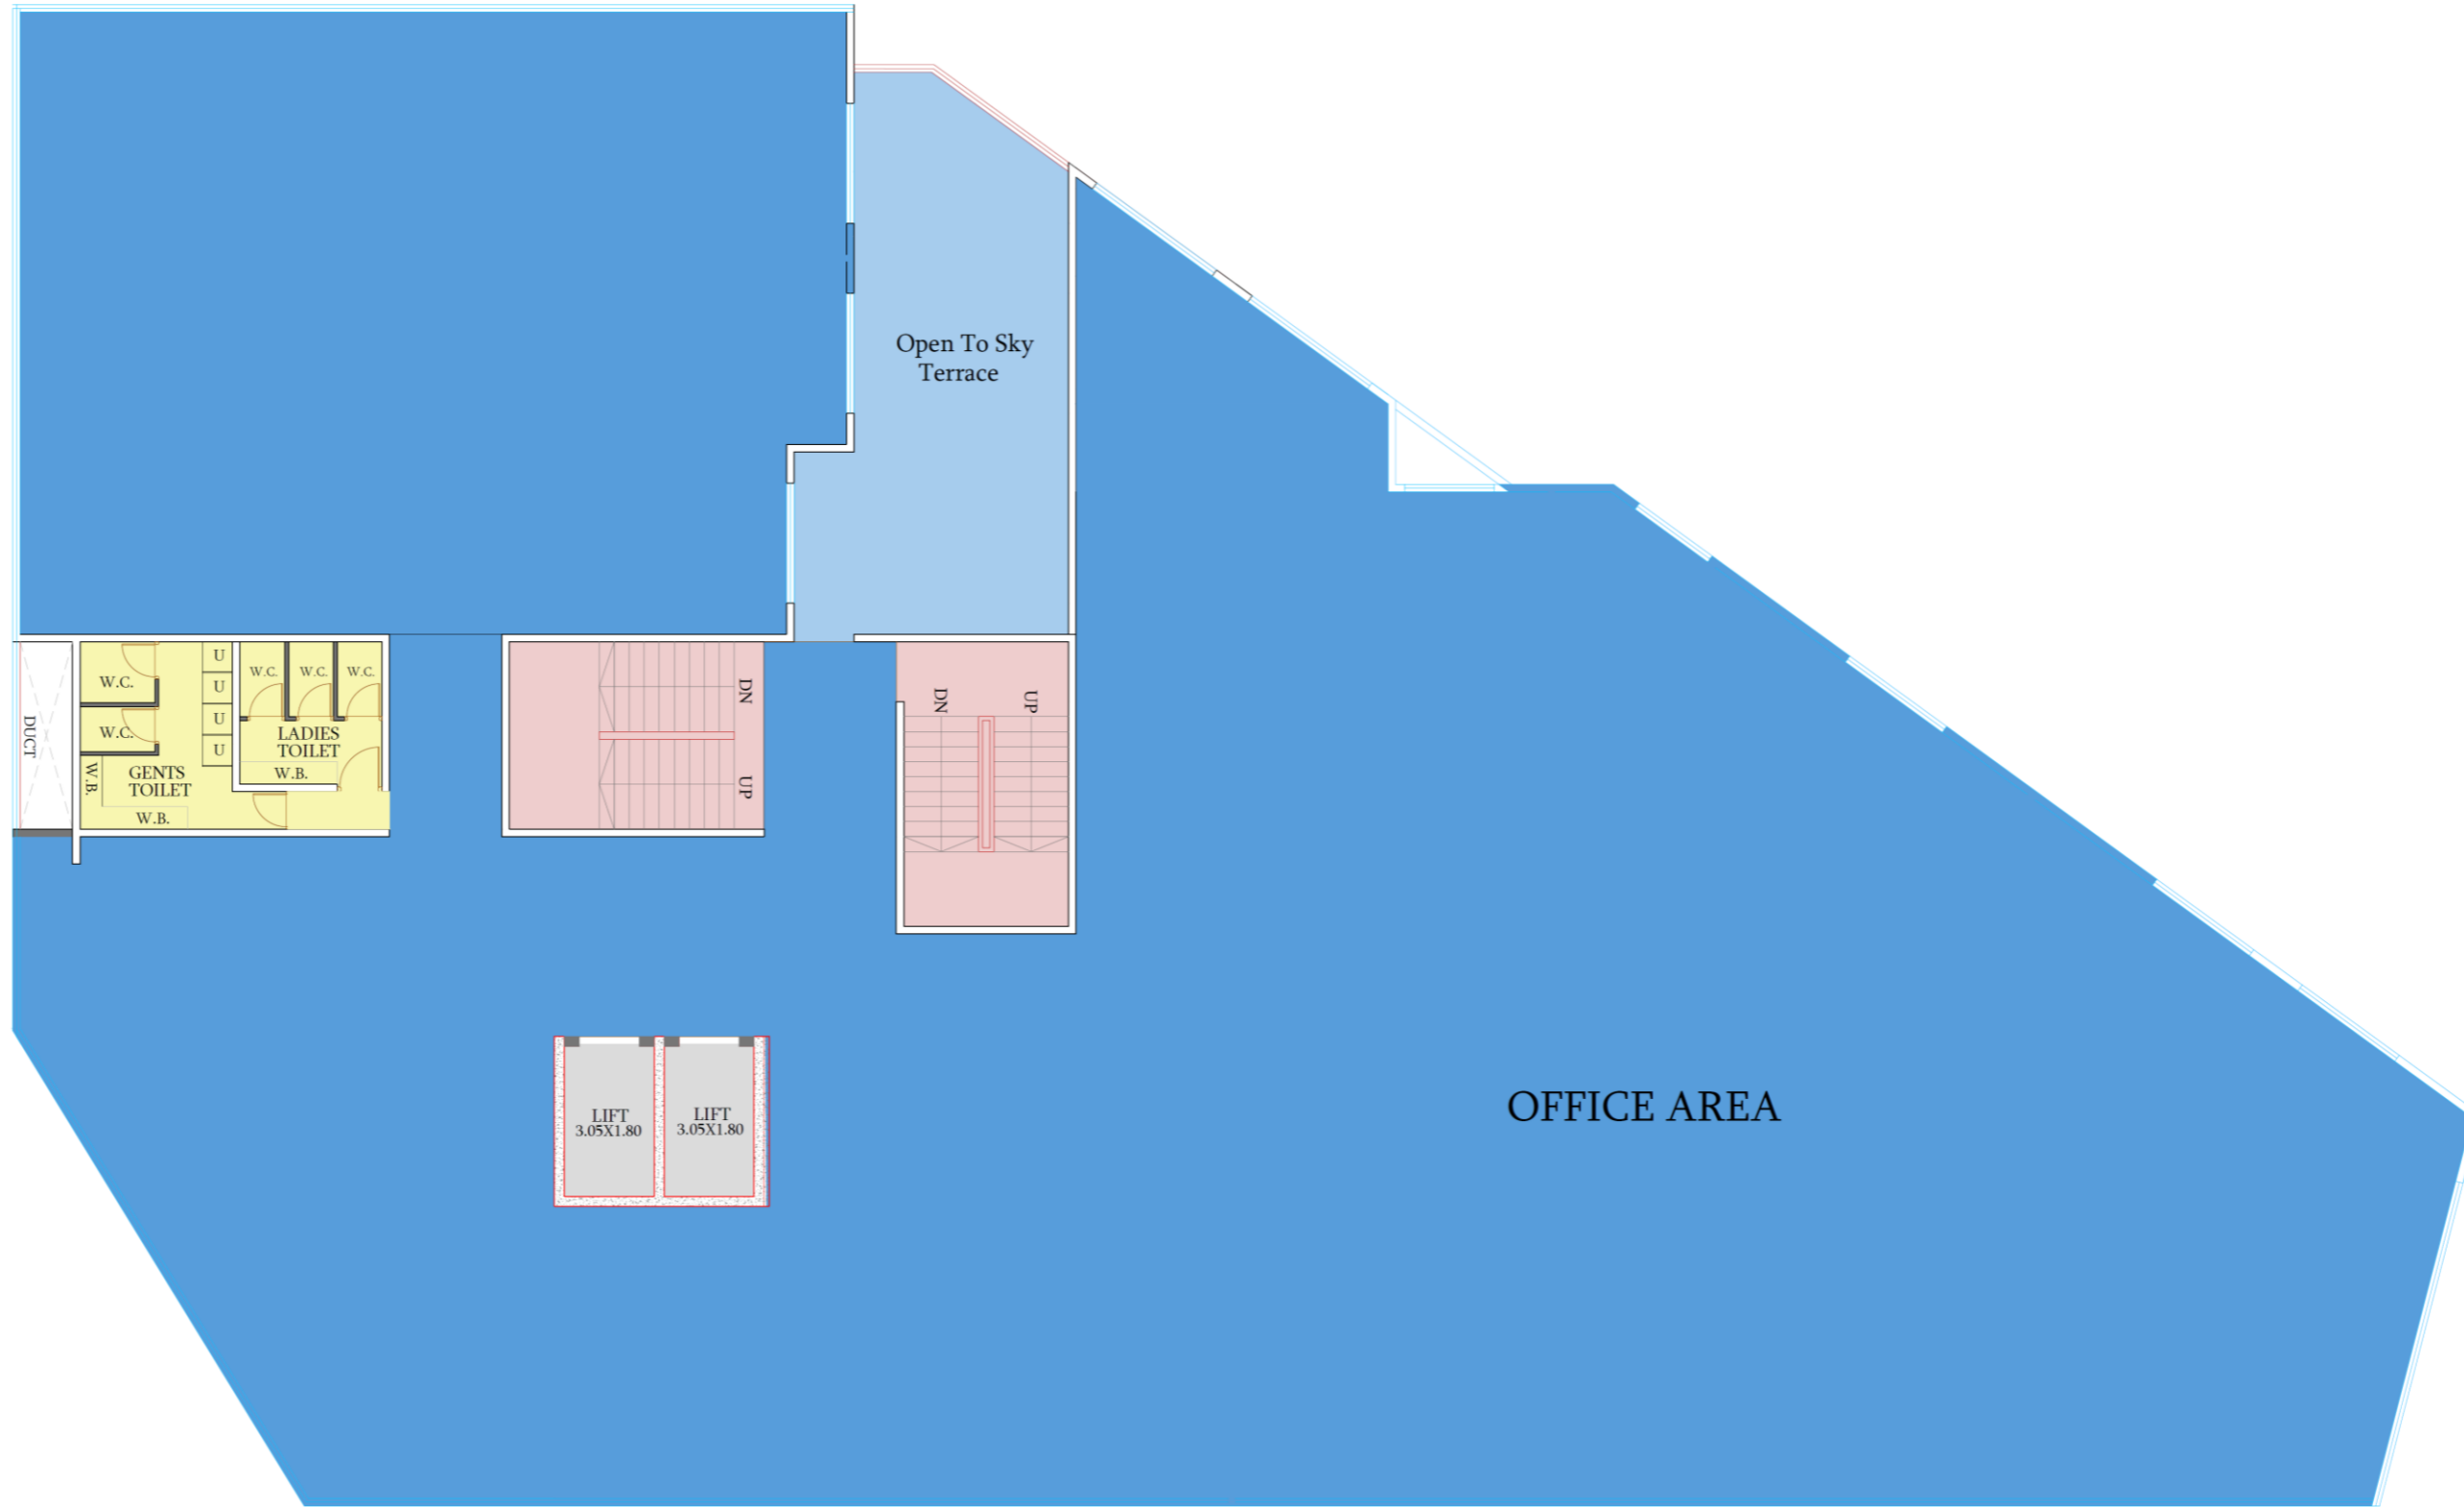 Open To Sky
Terrace
W.C.
W.C.
U
U
U
U
W.C.
W.C.
W.C.
LADIES
TOILET
W.B.
DUCT
W.B.
GENTS
TOILET
W.B.
DN
UP
DN
UP
LIFT
3.05X1.80
LIFT
3.05X1.80
OFFICE AREA